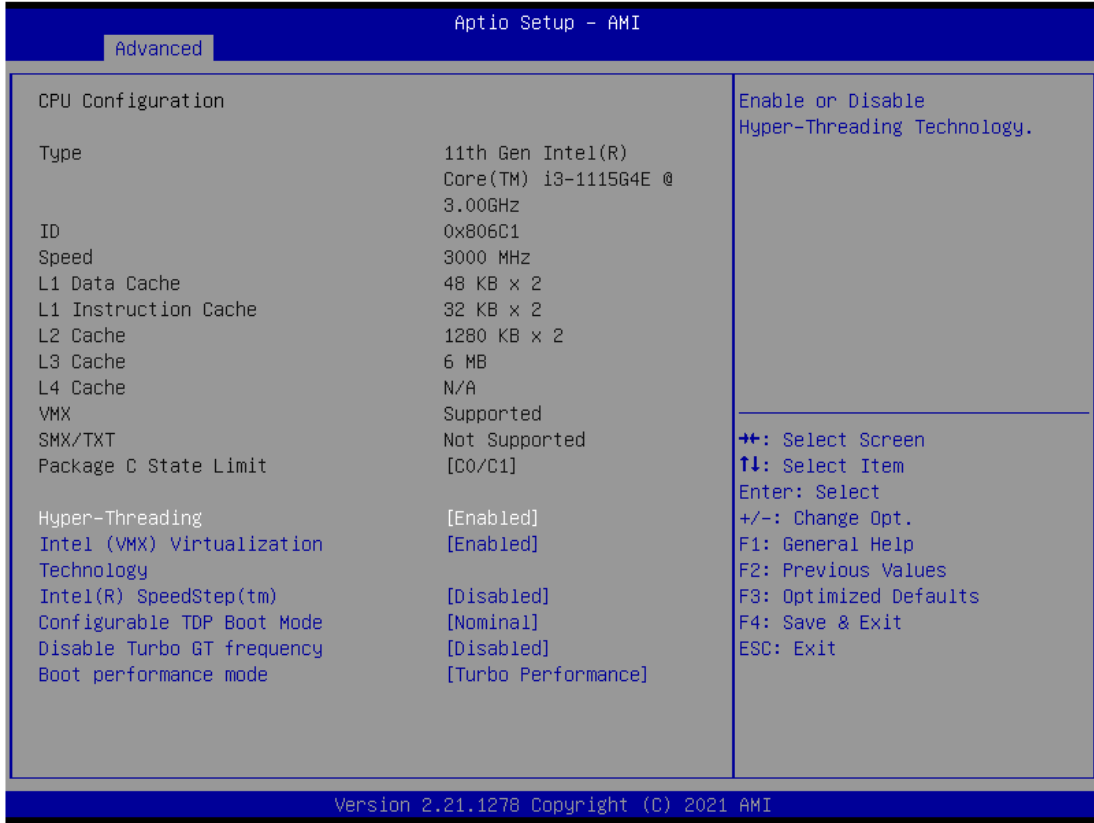 Aptio Setup – AMI
Advanced
CPU Configuration
Type 11th Gen Intel(R)
Core(TM) i3-1115G4E @
3.00GHz
ID 0x806C1
Speed 3000 MHz
L1 Data Cache 48 KB x 2
L1 Instruction Cache 32 KB x 2
L2 Cache 1280 KB x 2
L3 Cache 6 MB
L4 Cache N/A
VMX Supported
SMX/TXT Not Supported
Package C State Limit [C0/C1]
Hyper-Threading [Enabled]
Intel (VMX) Virtualization [Enabled]
Technology
Intel(R) SpeedStep(tm) [Disabled]
Configurable TDP Boot Mode [Nominal]
Disable Turbo GT frequency [Disabled]
Boot performance mode [Turbo Performance]
Enable or Disable
Hyper-Threading Technology.
→←: Select Screen
↑↓: Select Item
Enter: Select
+/-: Change Opt.
F1: General Help
F2: Previous Values
F3: Optimized Defaults
F4: Save & Exit
ESC: Exit
Version 2.21.1278 Copyright (C) 2021 AMI